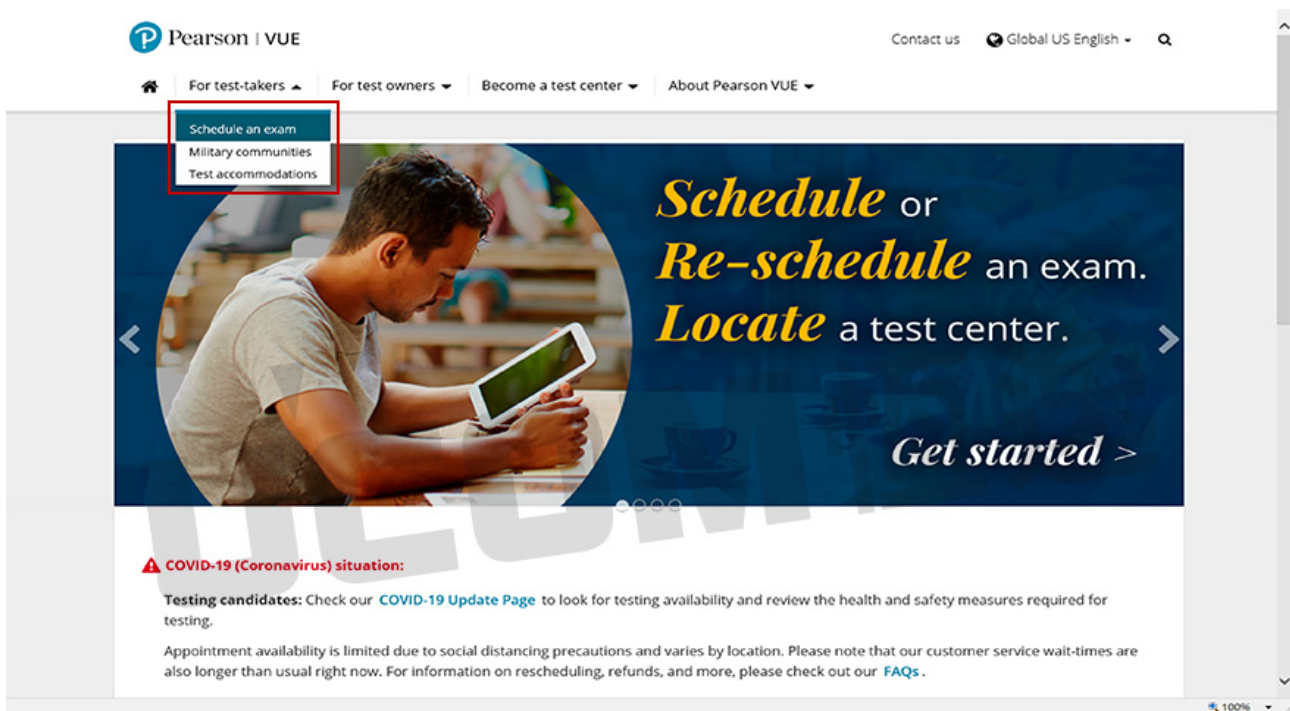 Pearson | VUE
Contact us
Global US English
For test-takers
For test owners
Become a test center
About Pearson VUE
Schedule an exam
Military communities
Test accommodations
Schedule or
Re-schedule an exam.
Locate a test center.
Get started >
COVID-19 (Coronavirus) situation:
Testing candidates: Check our COVID-19 Update Page to look for testing availability and review the health and safety measures required for
testing.
Appointment availability is limited due to social distancing precautions and varies by location. Please note that our customer service wait-times are
also longer than usual right now. For information on rescheduling, refunds, and more, please check out our FAQs.
100%